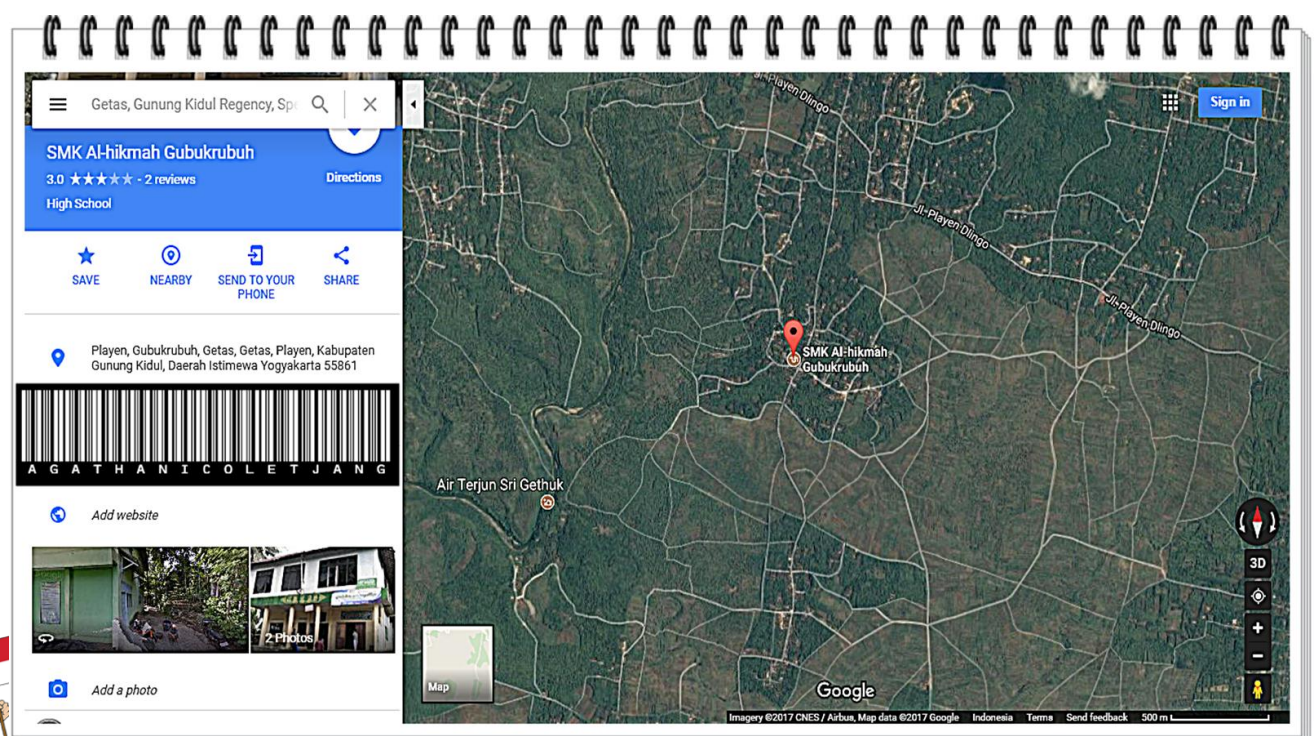 Getas, Gunung Kidul Regency, Spe
SMK Al-hikmah Gubukrubuh
3.0 ★★★★★ - 2 reviews
High School
Directions
SAVE
NEARBY
SEND TO YOUR
PHONE
SHARE
Playen, Gubukrubuh, Getas, Getas, Playen, Kabupaten
Gunung Kidul, Daerah Istimewa Yogyakarta 55861
AGATHANICOLETJANG
Add website
2 Photos
Add a photo
Jl.-Playen Dlingo
Sign in
Jl.-Playen Dlingo
Jl.-Playen-Dlingo
SMK Al-hikmah
Gubukrubuh
Air Terjun Sri Gethuk
3D
Map
Google
Imagery ©2017 CNES / Airbus, Map data ©2017 Google Indonesia Terms Send feedback 500 m